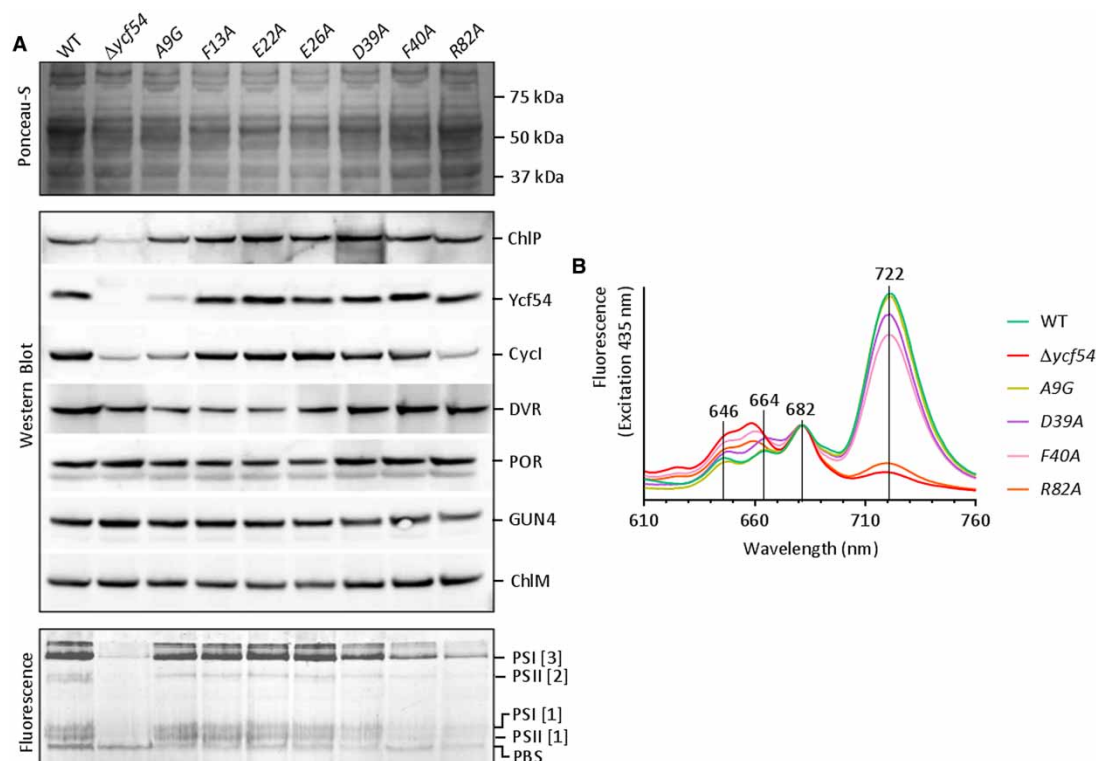 A
WT
Δycf54
A9G
F13A
E22A
E26A
D39A
F40A
R82A
Ponceau-S
75 kDa
50 kDa
37 kDa
Western Blot
ChlP
Ycf54
CycI
DVR
POR
GUN4
ChlM
Fluorescence
PSI [3]
PSII [2]
PSI [1]
PSII [1]
PBS
B
Fluorescence
(Excitation 435 nm)
646
664
682
722
610
660
710
760
Wavelength (nm)
WT
Δycf54
A9G
D39A
F40A
R82A